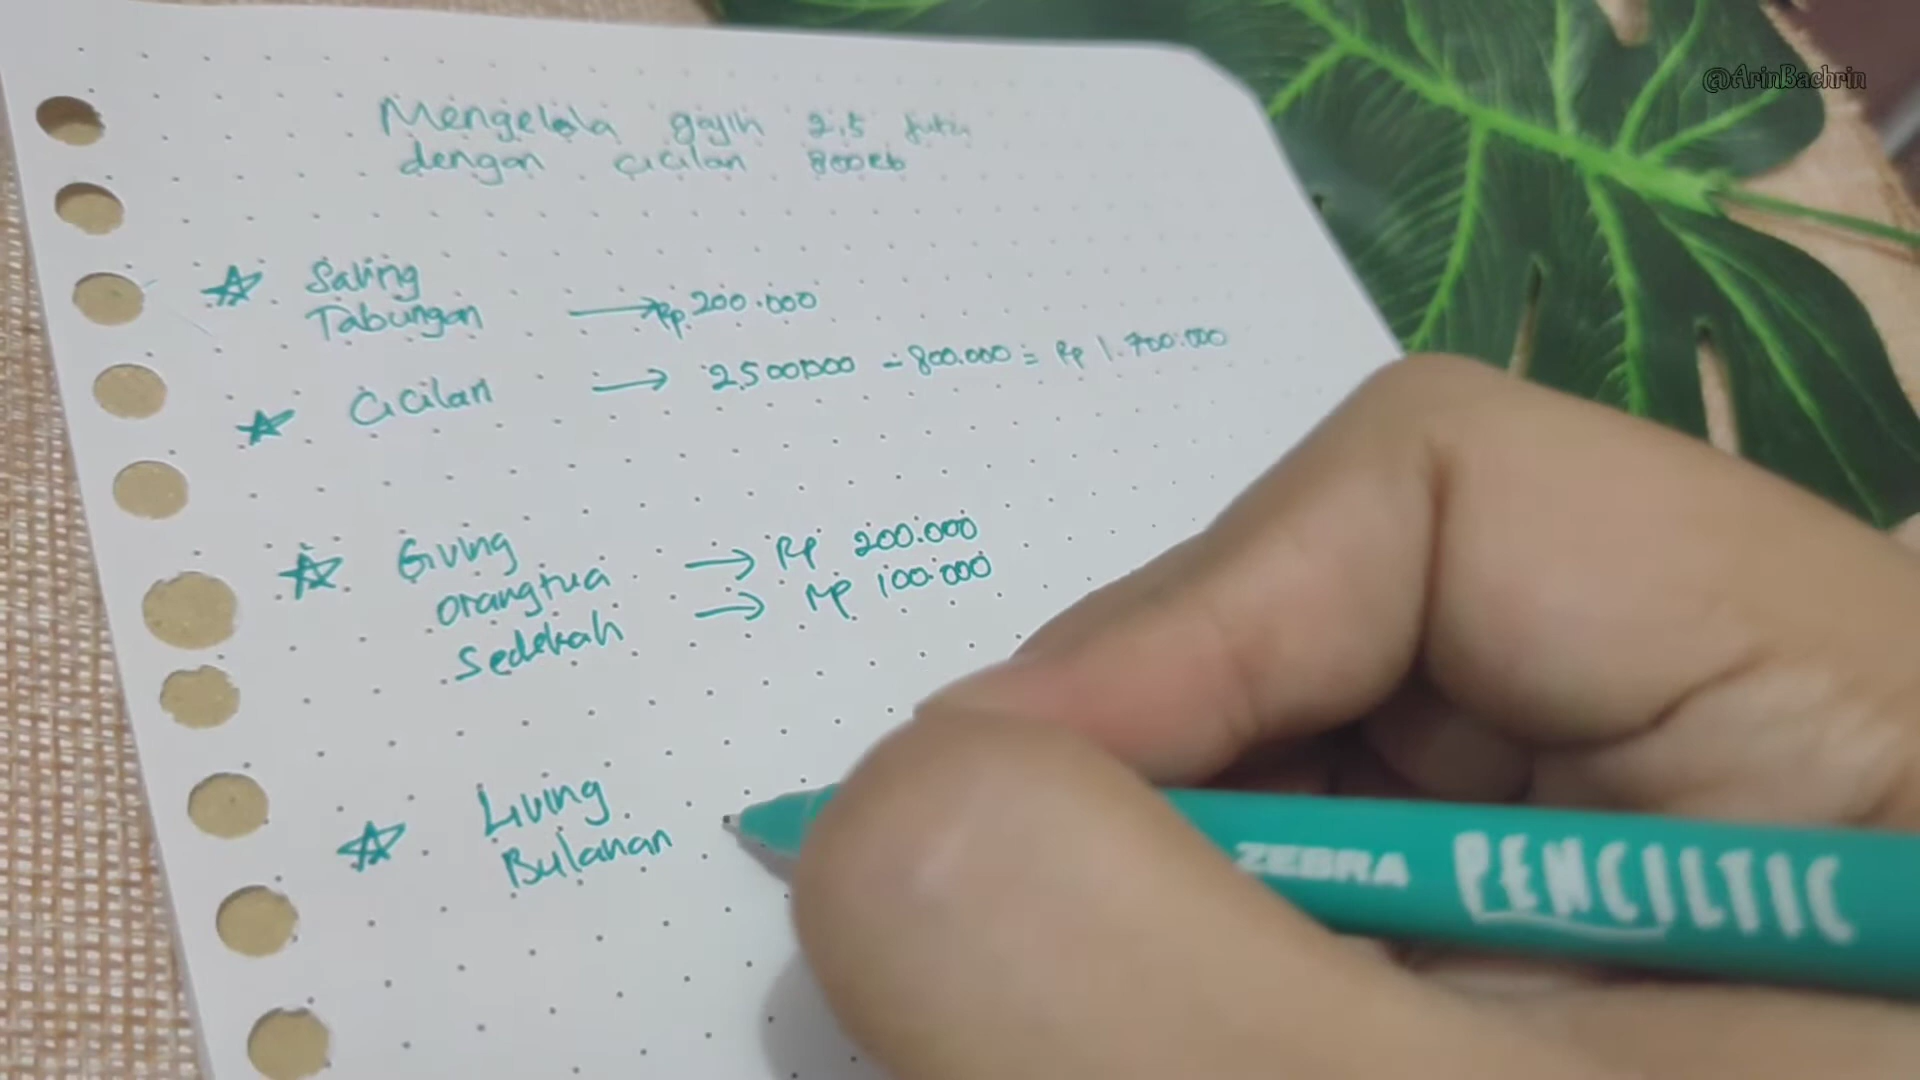 @ArinBachrin
Mengelola gajih 2,5 juta
dengan cicilan 800rb
Saving
Tabungan → Rp 200.000
Cicilan → 2.500.000 - 800.000 = Rp 1.700.000
Giving
orangtua → Rp 200.000
Sedekah → Rp 100.000
Living
Bulanan
ZEBRA PENCILTIC